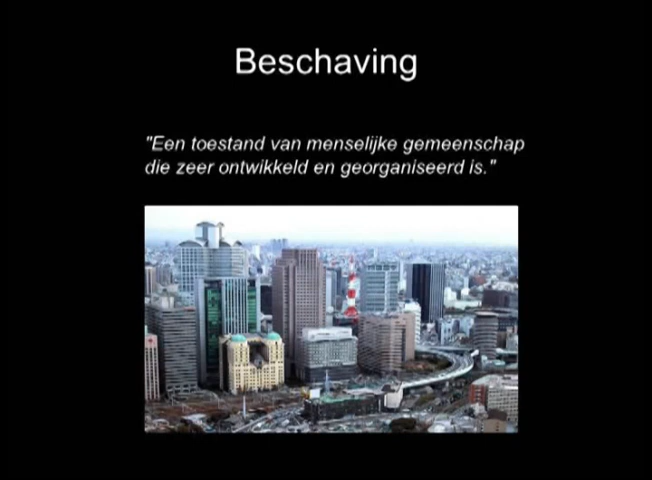 Beschaving
"Een toestand van menselijke gemeenschap
die zeer ontwikkeld en georganiseerd is."